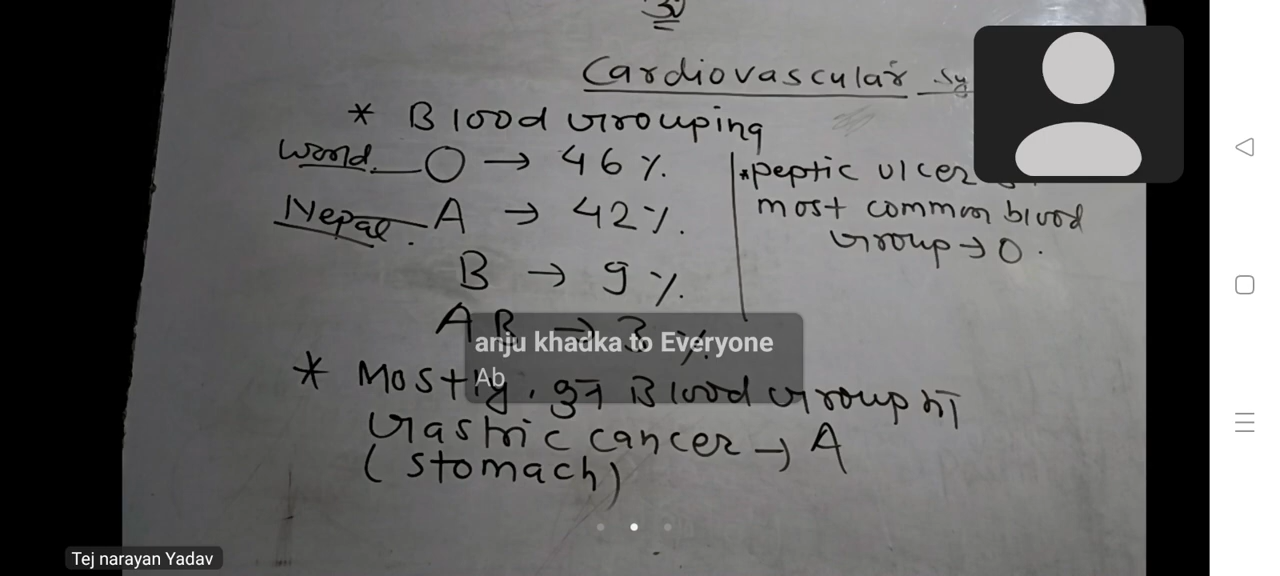 Cardiovascular Sy
* Blood Grouping
World O → 46%
Nepal. A → 42%.
B → 9%.
AB → 3%.
*peptic ulcer
most common blood
Group → O.
anju khadka to Everyone
Ab
* Mostly. कुन Blood Group मा
Gastric cancer → A
(stomach)
Tej narayan Yadav